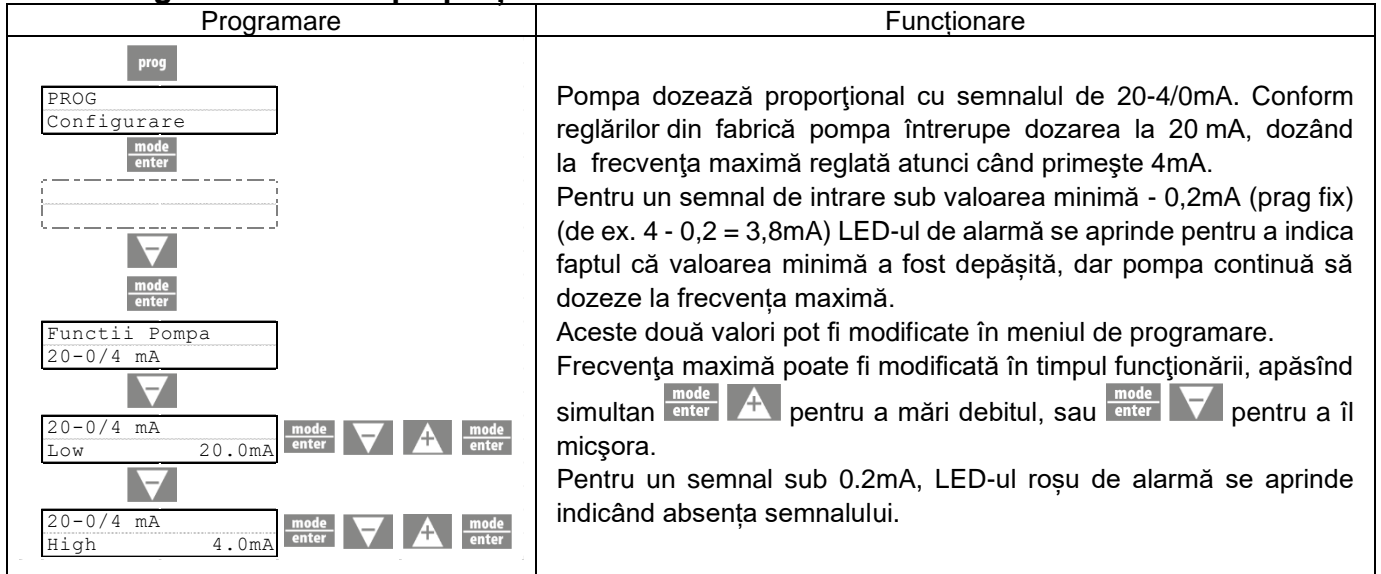 Programare
Funcționare
prog
PROG
Configurare
mode
enter
mode
enter
Functii Pompa
20-0/4 mA
20-0/4 mA
Low 20.0mA
mode
enter
mode
enter
20-0/4 mA
High 4.0mA
mode
enter
mode
enter
Pompa dozează proporţional cu semnalul de 20-4/0mA. Conform
reglărilor din fabrică pompa întrerupe dozarea la 20 mA, dozând
la frecvenţa maximă reglată atunci când primeşte 4mA.
Pentru un semnal de intrare sub valoarea minimă - 0,2mA (prag fix)
(de ex. 4 - 0,2 = 3,8mA) LED-ul de alarmă se aprinde pentru a indica
faptul că valoarea minimă a fost depășită, dar pompa continuă să
dozeze la frecvența maximă.
Aceste două valori pot fi modificate în meniul de programare.
Frecvenţa maximă poate fi modificată în timpul funcţionării, apăsînd
simultan mode enter + pentru a mări debitul, sau mode enter − pentru a îl
micşora.
Pentru un semnal sub 0.2mA, LED-ul roșu de alarmă se aprinde
indicând absența semnalului.